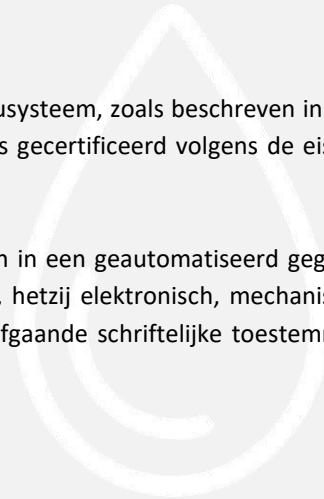 usysteem, zoals beschreven in
s gecertificeerd volgens de eis
n in een geautomatiseerd geg
, hetzij elektronisch, mechanis
fgaande schriftelijke toestemm